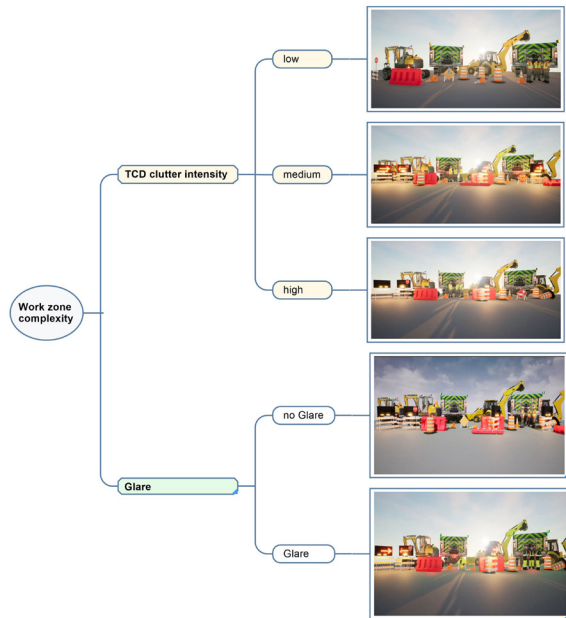 low
TCD clutter intensity
medium
high
Work zone
complexity
no Glare
Glare
Glare